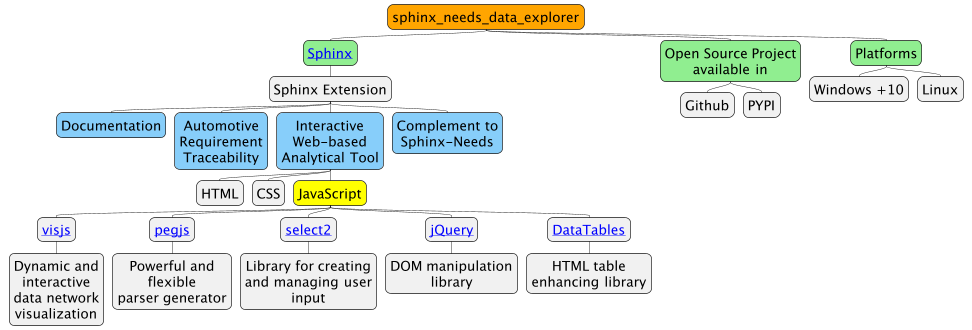 sphinx_needs_data_explorer
Sphinx
Open Source Project
available in
Platforms
Sphinx Extension
Github
PYPI
Windows +10
Linux
Documentation
Automotive
Requirement
Traceability
Interactive
Web-based
Analytical Tool
Complement to
Sphinx-Needs
HTML
CSS
JavaScript
visjs
pegjs
select2
jQuery
DataTables
Dynamic and
interactive
data network
visualization
Powerful and
flexible
parser generator
Library for creating
and managing user
input
DOM manipulation
library
HTML table
enhancing library